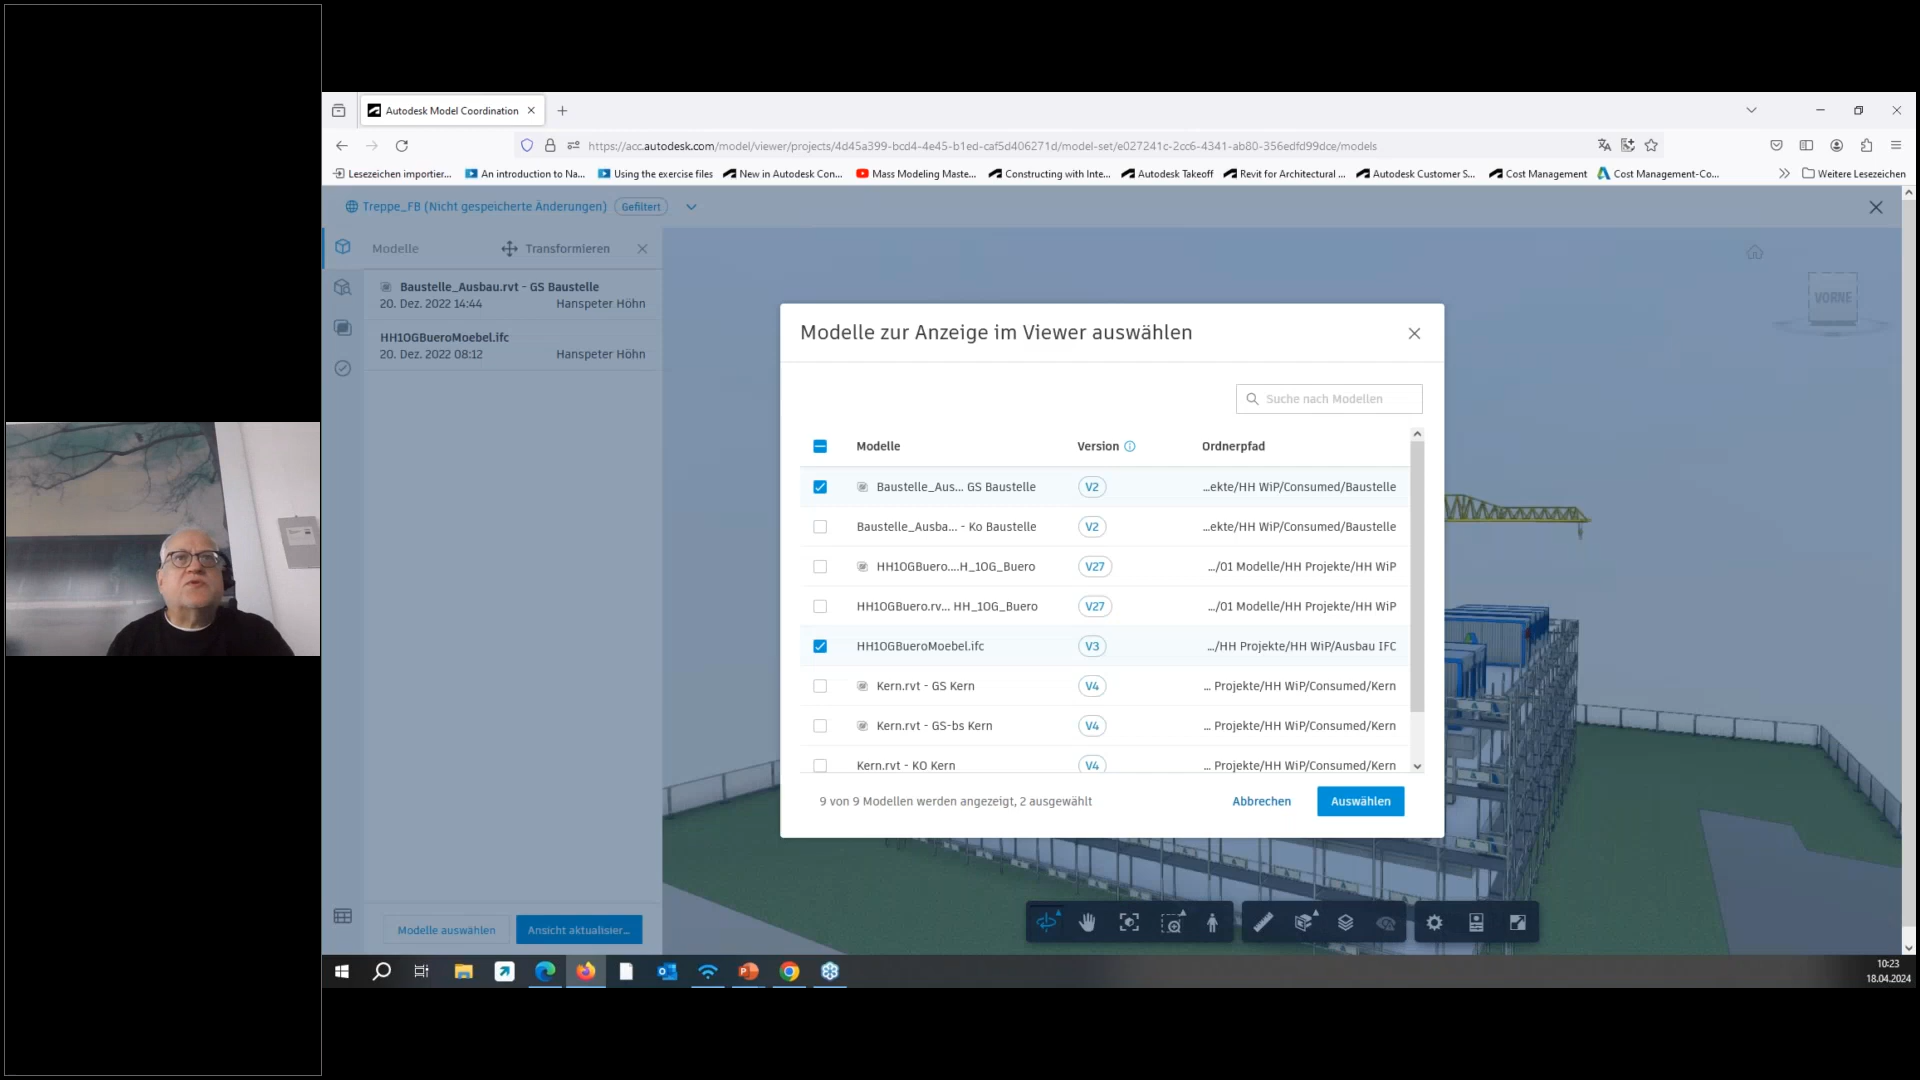 Autodesk Model Coordination
https://acc.autodesk.com/model/viewer/projects/4d45a399-bcd4-4e45-b1ed-caf5d406271d/model-set/e027241c-2cc6-4341-ab80-356edfd99dce/models
Lesezeichen importier... An introduction to Na... Using the exercise files New in Autodesk Con... Mass Modeling Maste... Constructing with Inte... Autodesk Takeoff Revit for Architectural ... Autodesk Customer S... Cost Management Cost Management-Co... Weitere Lesezeichen
Treppe_FB (Nicht gespeicherte Änderungen) Gefiltert
Modelle Transformieren
Baustelle_Ausbau.rvt - GS Baustelle
20. Dez. 2022 14:44 Hanspeter Höhn
HH1OGBueroMoebel.ifc
20. Dez. 2022 08:12 Hanspeter Höhn
VORNE
Modelle zur Anzeige im Viewer auswählen
Suche nach Modellen
Modelle Version Ordnerpfad
Baustelle_Aus... GS Baustelle V2 ...ekte/HH WiP/Consumed/Baustelle
Baustelle_Ausba... - Ko Baustelle V2 ...ekte/HH WiP/Consumed/Baustelle
HH1OGBuero....H_1OG_Buero V27 .../01 Modelle/HH Projekte/HH WiP
HH1OGBuero.rv... HH_1OG_Buero V27 .../01 Modelle/HH Projekte/HH WiP
HH1OGBueroMoebel.ifc V3 .../HH Projekte/HH WiP/Ausbau IFC
Kern.rvt - GS Kern V4 ... Projekte/HH WiP/Consumed/Kern
Kern.rvt - GS-bs Kern V4 ... Projekte/HH WiP/Consumed/Kern
Kern.rvt - KO Kern V4 ... Projekte/HH WiP/Consumed/Kern
9 von 9 Modellen werden angezeigt, 2 ausgewählt Abbrechen Auswählen
Modelle auswählen Ansicht aktualisier...
10:23
18.04.2024